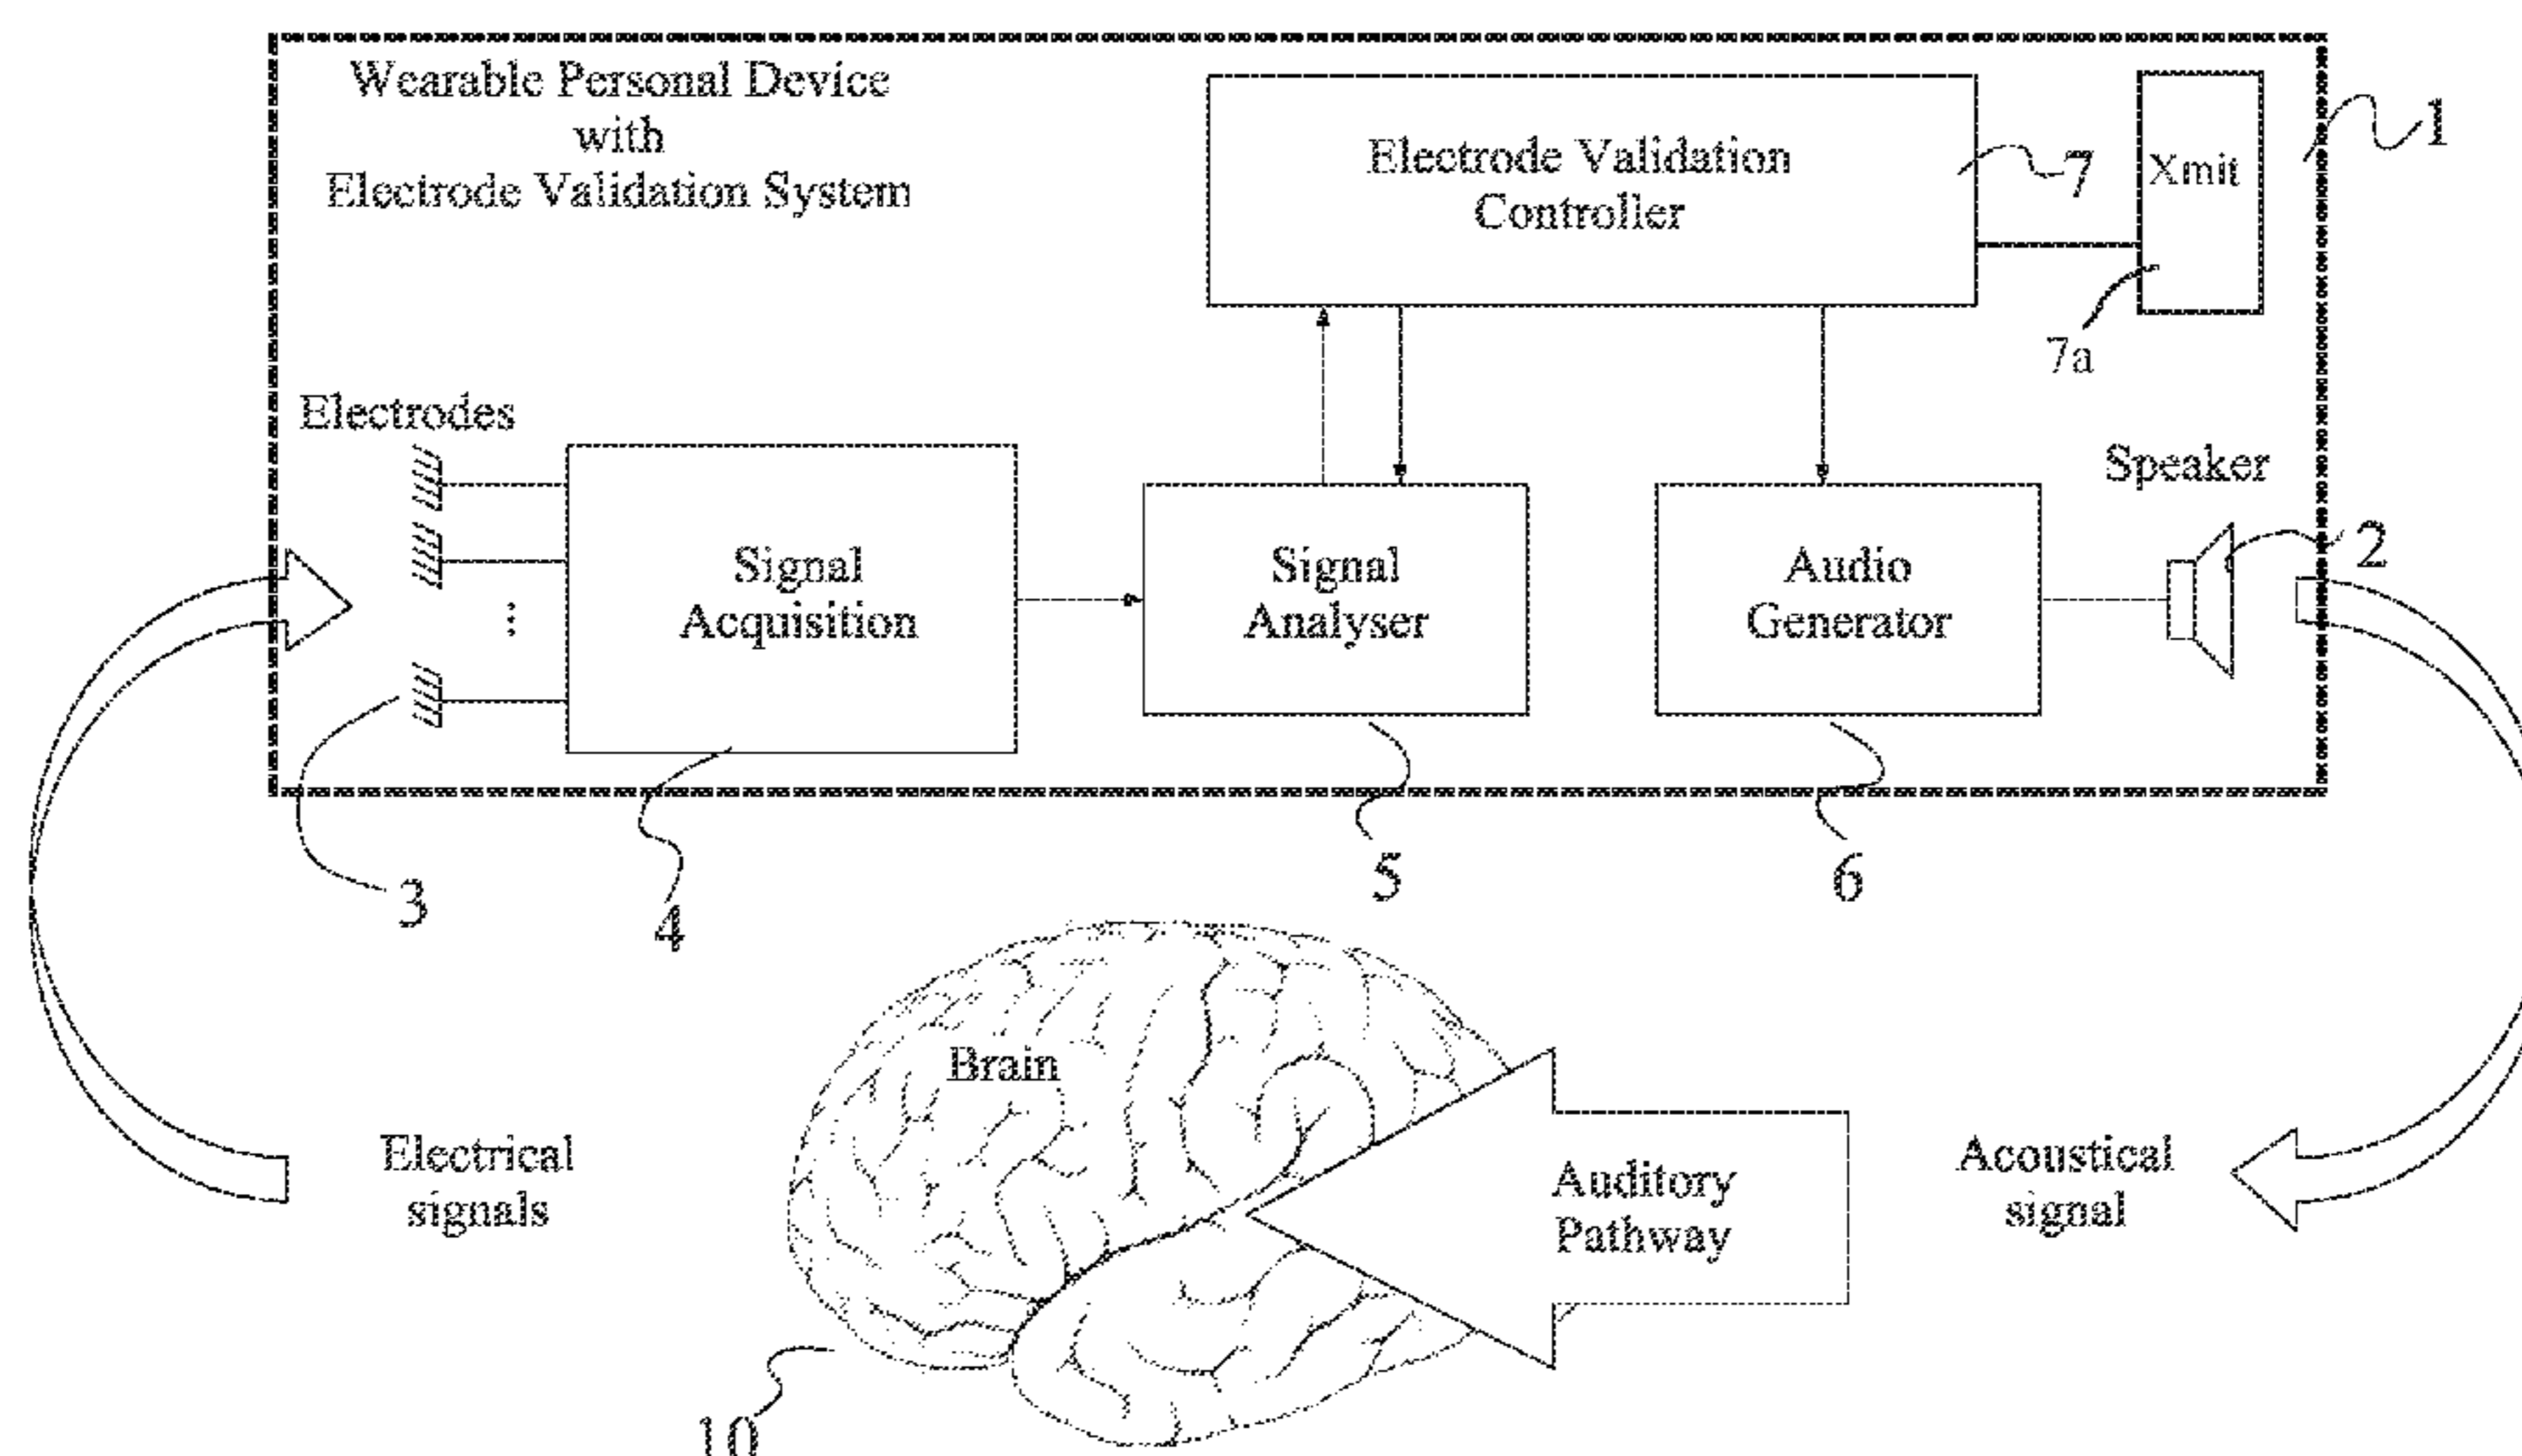 Wearable Personal Device
with
Electrode Validation System
Electrode Validation
Controller
7
Xmit
1
7a
Electrodes
Speaker
2
Signal
Acquisition
Signal
Analyser
Audio
Generator
3
4
5
6
Brain
Electrical
signals
Auditory
Pathway
Acoustical
signal
10